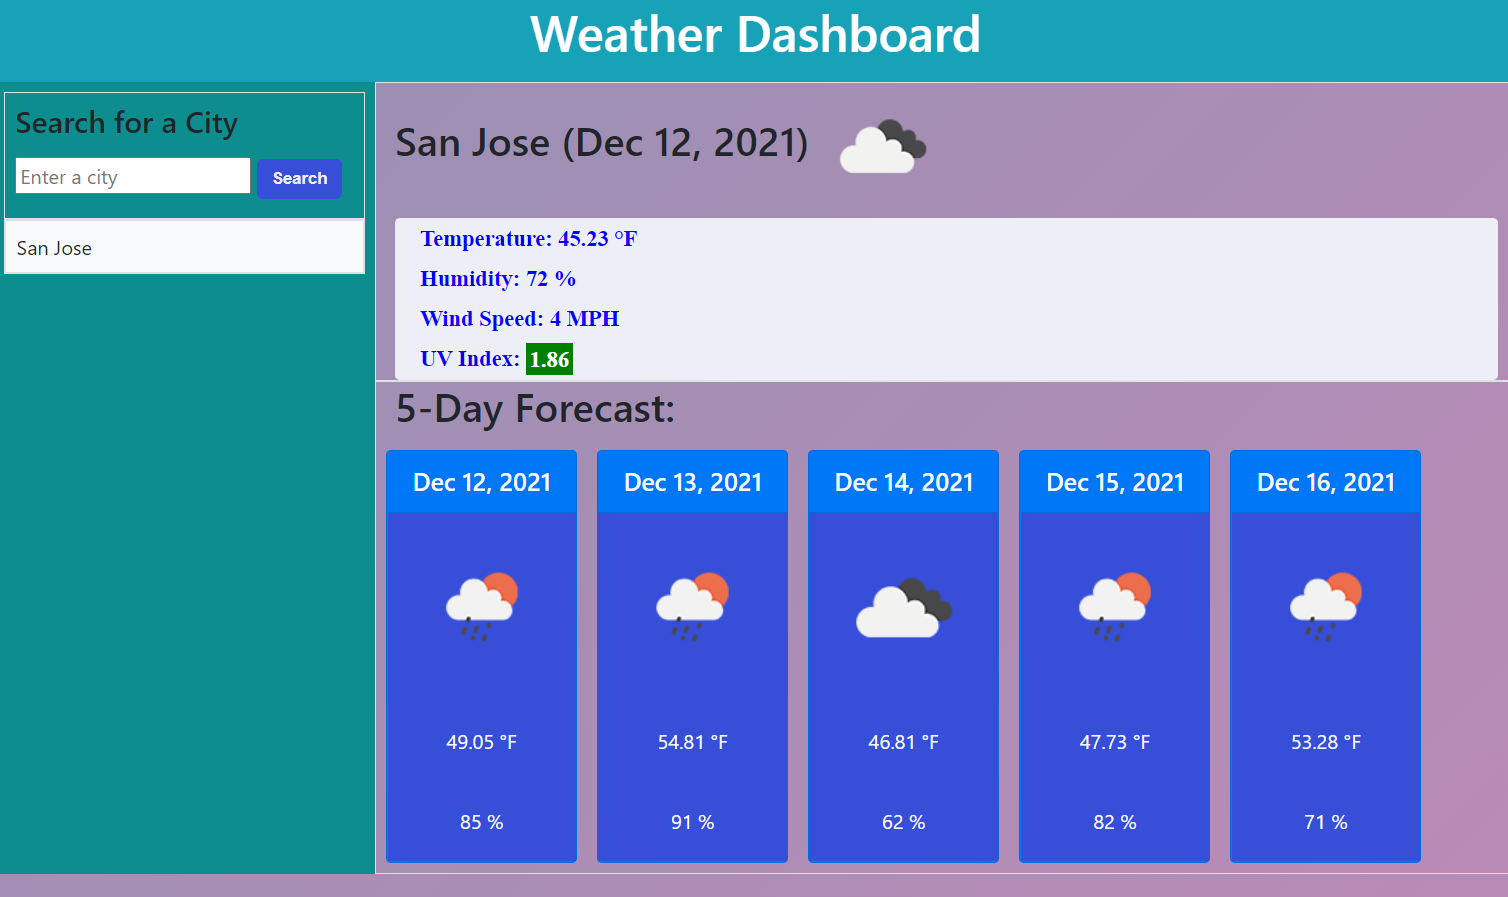 Weather Dashboard
Search for a City
Enter a city
Search
San Jose
San Jose (Dec 12, 2021)
Temperature: 45.23 °F
Humidity: 72 %
Wind Speed: 4 MPH
UV Index: 1.86
5-Day Forecast:
Dec 12, 2021
49.05 °F
85 %
Dec 13, 2021
54.81 °F
91 %
Dec 14, 2021
46.81 °F
62 %
Dec 15, 2021
47.73 °F
82 %
Dec 16, 2021
53.28 °F
71 %